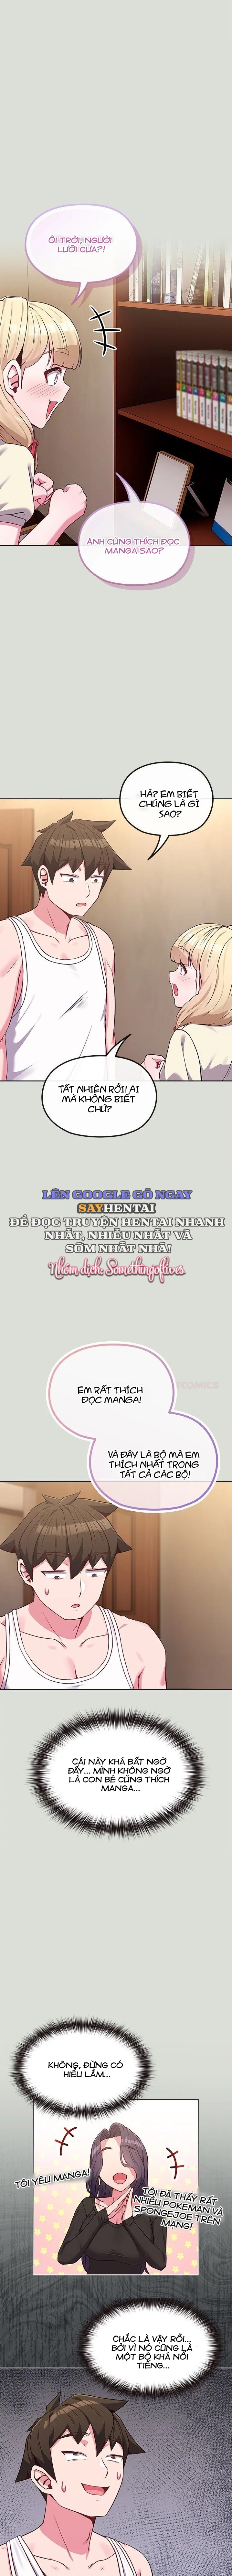 ÔI TRỜI, NGƯỜI
LƯỠI CƯA?!
ANH CŨNG THÍCH ĐỌC
MANGA SAO?
HẢ? EM BIẾT
CHÚNG LÀ GÌ
SAO?
TẤT NHIÊN RỒI! AI
MÀ KHÔNG BIẾT
CHỨ?
LÊN GOOGLE GÕ NGAY
SAYHENTAI
ĐỂ ĐỌC TRUYỆN HENTAI NHANH
NHẤT, NHIỀU NHẤT VÀ
SỚM NHẤT NHÁ!
Nhóm dịch: Somethingoflives
EM RẤT THÍCH
ĐỌC MANGA!
VÀ ĐÂY LÀ BỘ MÀ EM
THÍCH NHẤT TRONG
TẤT CẢ CÁC BỘ!
CÁI NÀY KHÁ BẤT NGỜ
ĐẤY... MÌNH KHÔNG NGỜ
LÀ CON BÉ CŨNG THÍCH
MANGA...
KHÔNG, ĐỪNG CÓ
HIỂU LẦM...
TÔI YÊU MANGA!
TÔI ĐÃ THẤY RẤT
NHIỀU POKEMAN VÀ
SPONGEJOE TRÊN
MẠNG!
CHẮC LÀ VẬY RỒI...
BỞI VÌ NÓ CŨNG LÀ
MỘT BỘ KHÁ NỔI
TIẾNG...